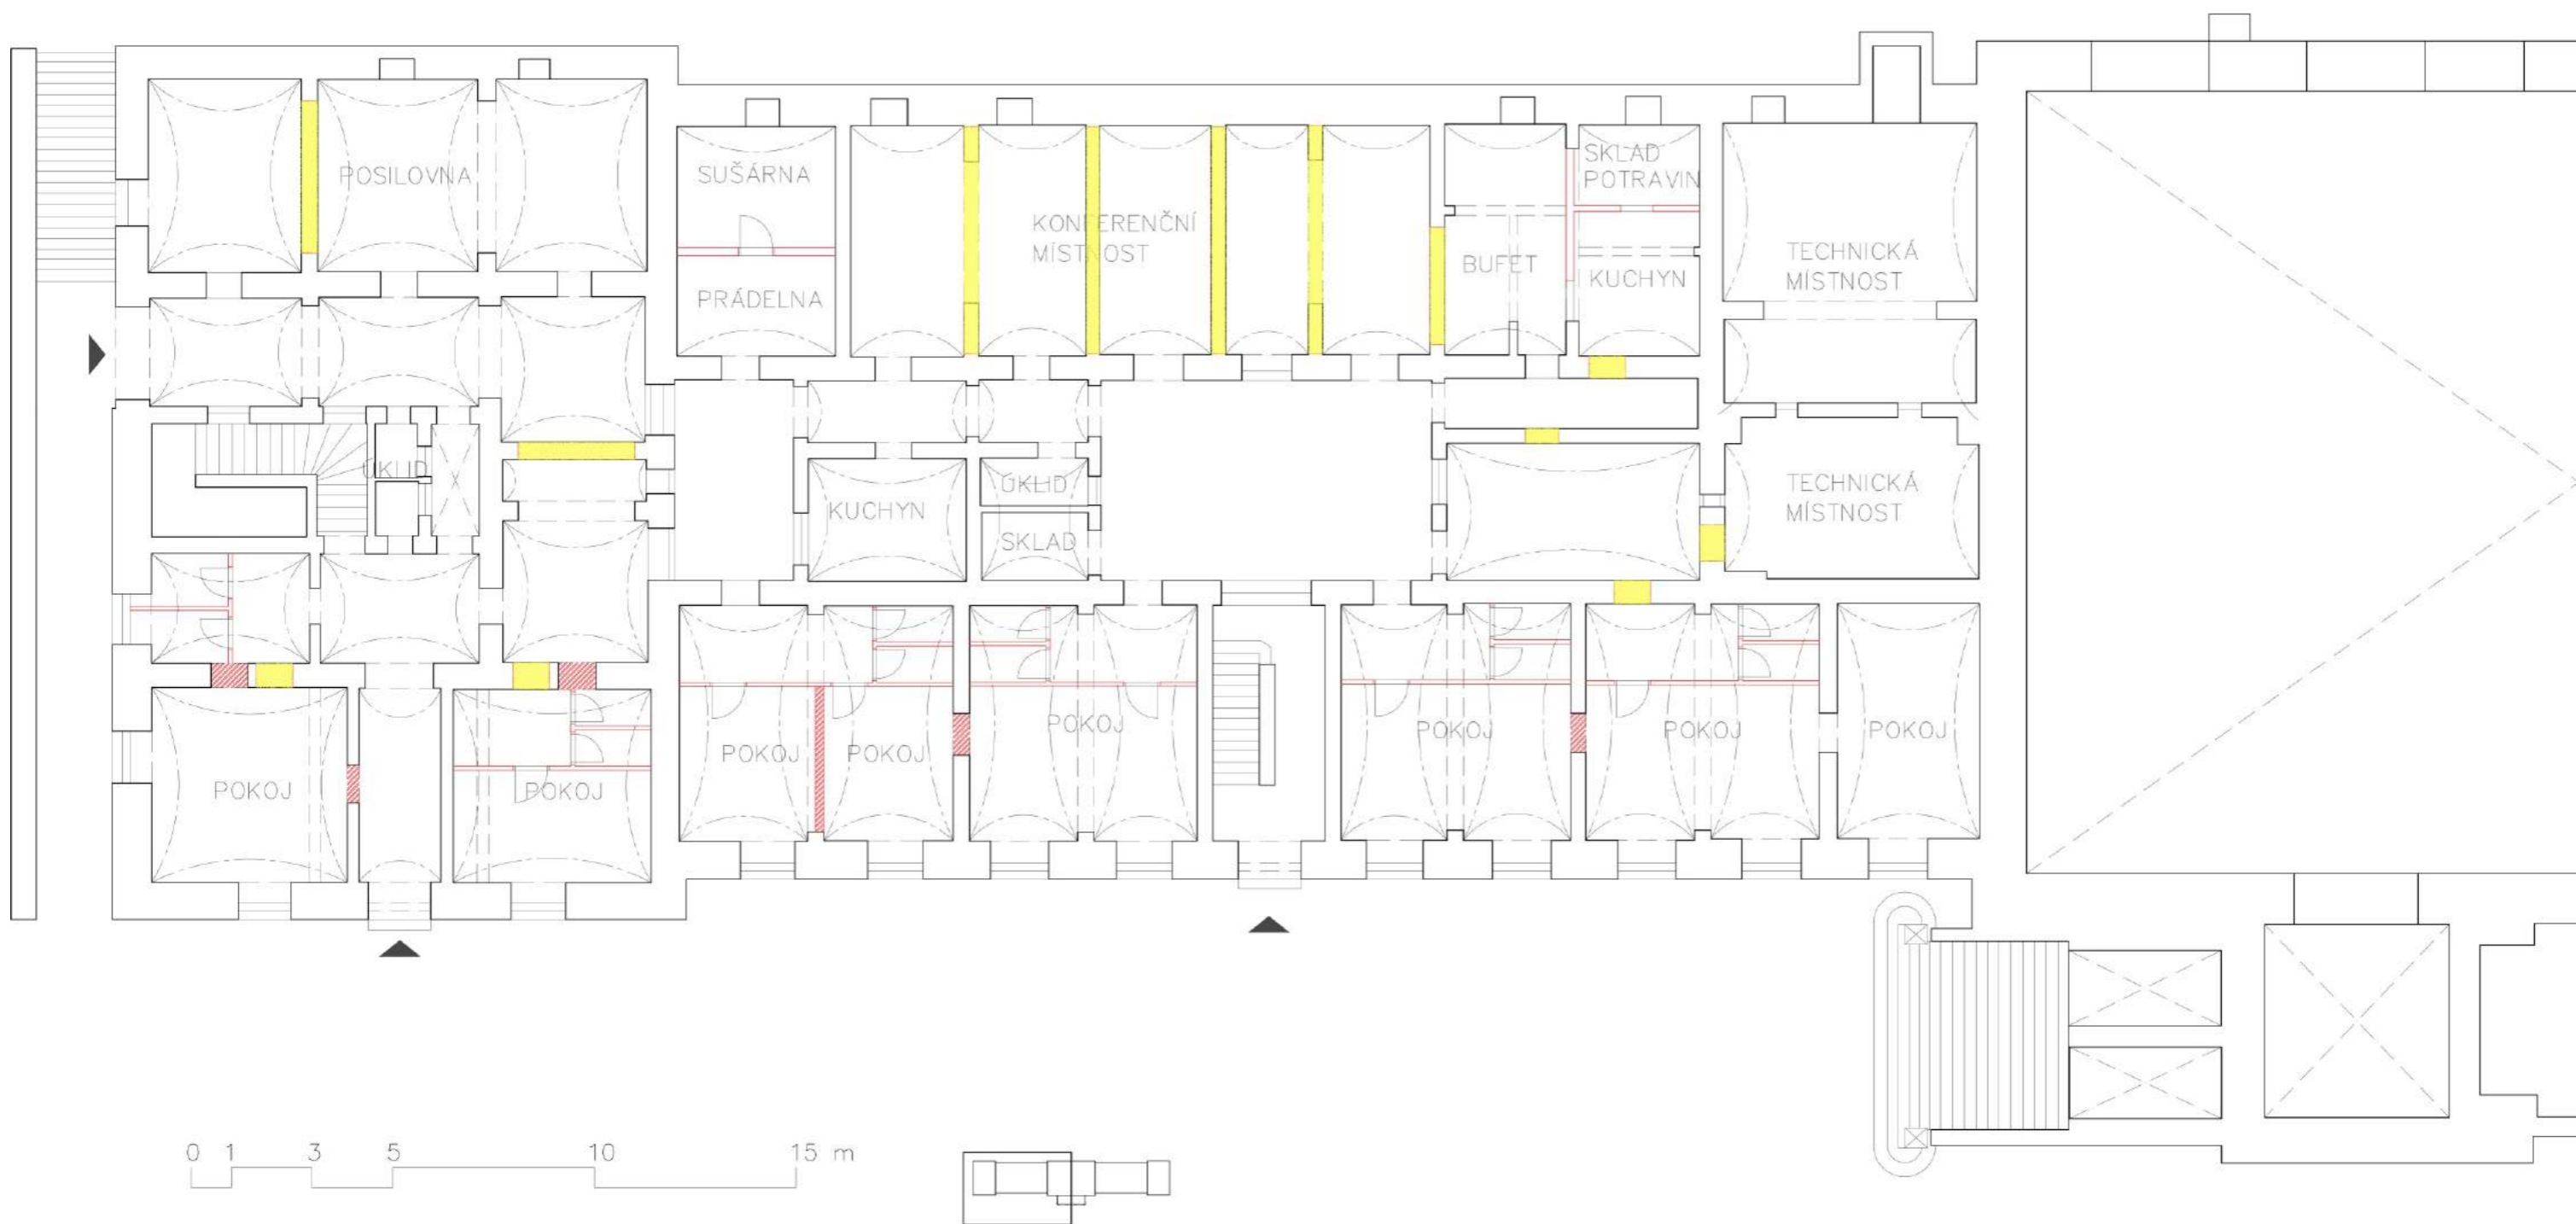 POSILOVNA
SUŠÁRNA
PRÁDELNA
KONFERENČNÍ
MÍSTNOST
BUFET
SKLAD
POTRAVIN
KUCHYN
TECHNICKÁ
MÍSTNOST
ÚKLID
KUCHYN
ÚKLID
SKLAD
TECHNICKÁ
MÍSTNOST
POKOJ
POKOJ
POKOJ
POKOJ
POKOJ
POKOJ
POKOJ
POKOJ
0 1 3 5 10 15 m